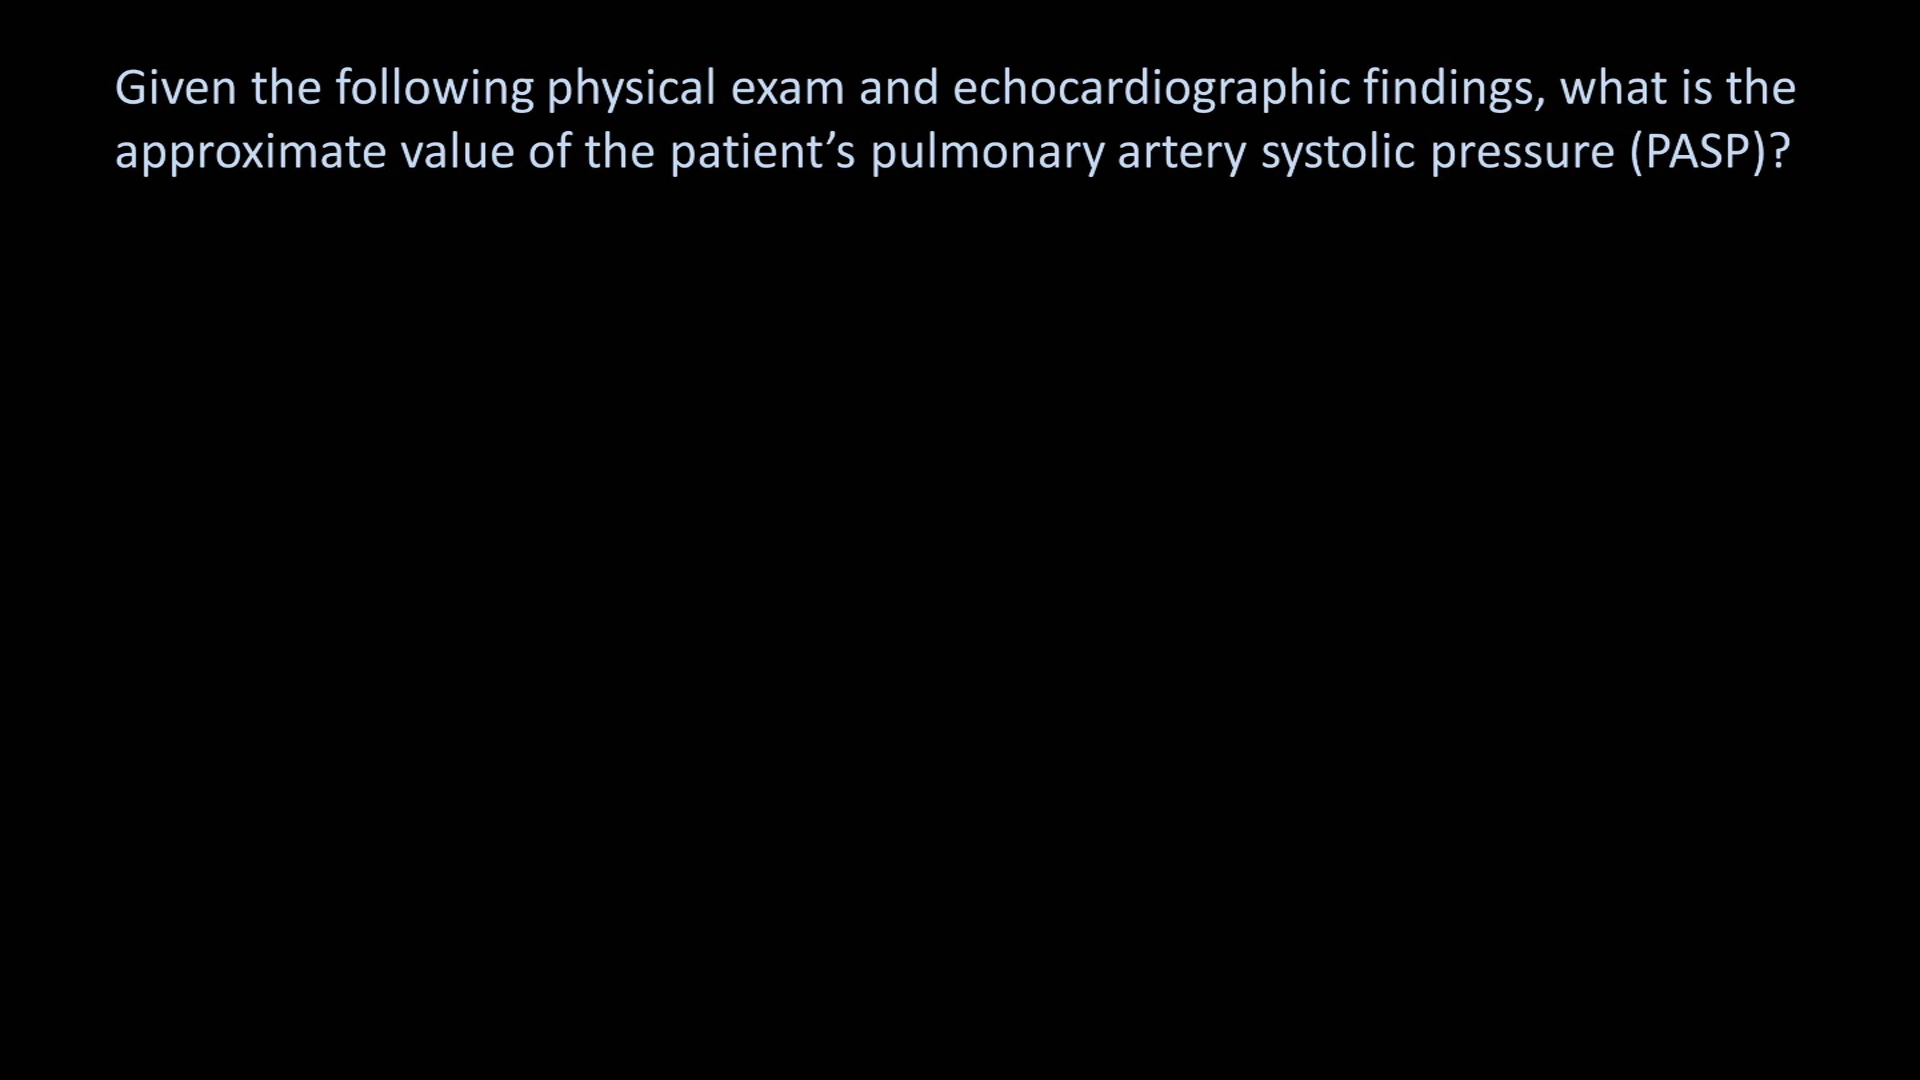 Given the following physical exam and echocardiographic findings, what is the
approximate value of the patient’s pulmonary artery systolic pressure (PASP)?